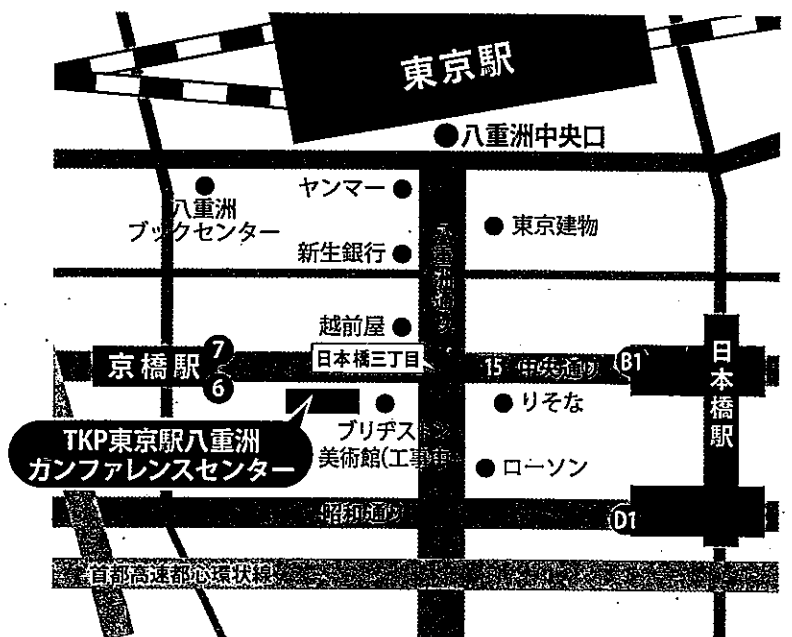 東京駅
八重洲中央口
八重洲
ブックセンター
ヤンマー
東京建物
新生銀行
八重洲通り
越前屋
日本橋三丁目
京橋駅
7
6
15 中央通り
B1
日本橋駅
りそな
TKP東京駅八重洲
カンファレンスセンター
ブリヂストン
美術館(工事中
ローソン
昭和通り
D1
首都高速都心環状線